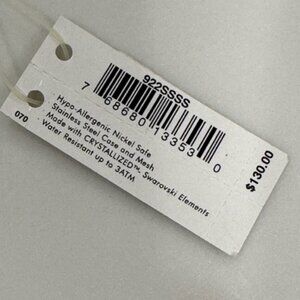 922SSSS
7 68680 13353 0
Hypo-Allergenic Nickel Safe
Stainless Steel Case and Mesh
Made with CRYSTALLIZED™, Swarovski Elements
Water Resistant up to 3ATM
070
$130.00